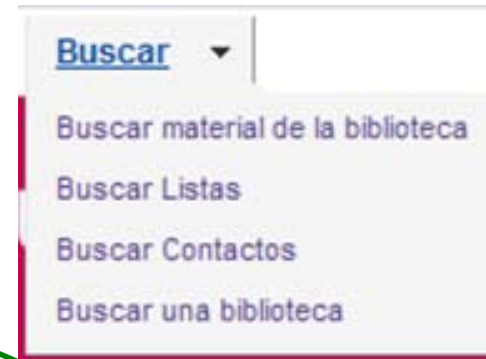 Buscar
Buscar material de la biblioteca
Buscar Listas
Buscar Contactos
Buscar una biblioteca